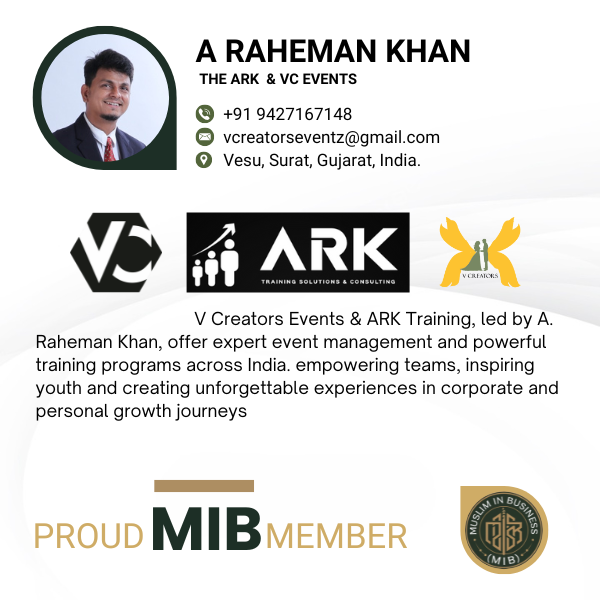 A RAHEMAN KHAN
THE ARK & VC EVENTS
+91 9427167148
vcreatorseventz@gmail.com
Vesu, Surat, Gujarat, India.
VC
ARK
TRAINING SOLUTIONS & CONSULTING
V CREATORS
V Creators Events & ARK Training, led by A.
Raheman Khan, offer expert event management and powerful
training programs across India. empowering teams, inspiring
youth and creating unforgettable experiences in corporate and
personal growth journeys
PROUD MIB MEMBER
MUSLIM IN BUSINESS
(MIB)